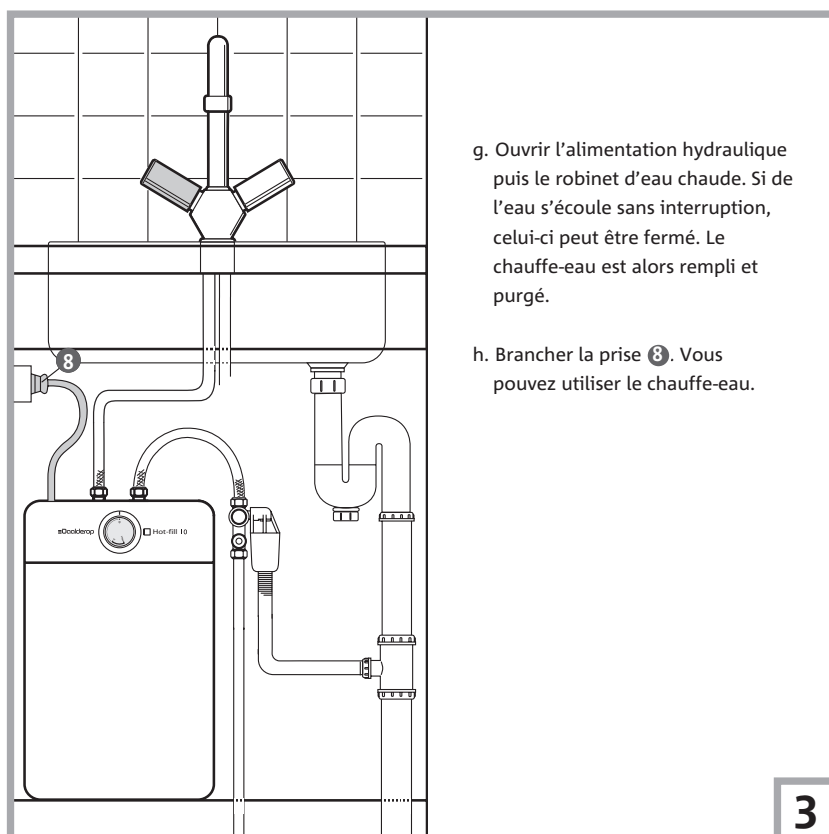 g. Ouvrir l’alimentation hydraulique
puis le robinet d’eau chaude. Si de
l’eau s’écoule sans interruption,
celui-ci peut être fermé. Le
chauffe-eau est alors rempli et
purgé.
h. Brancher la prise 8. Vous
pouvez utiliser le chauffe-eau.
8
Hot-fill 10
3